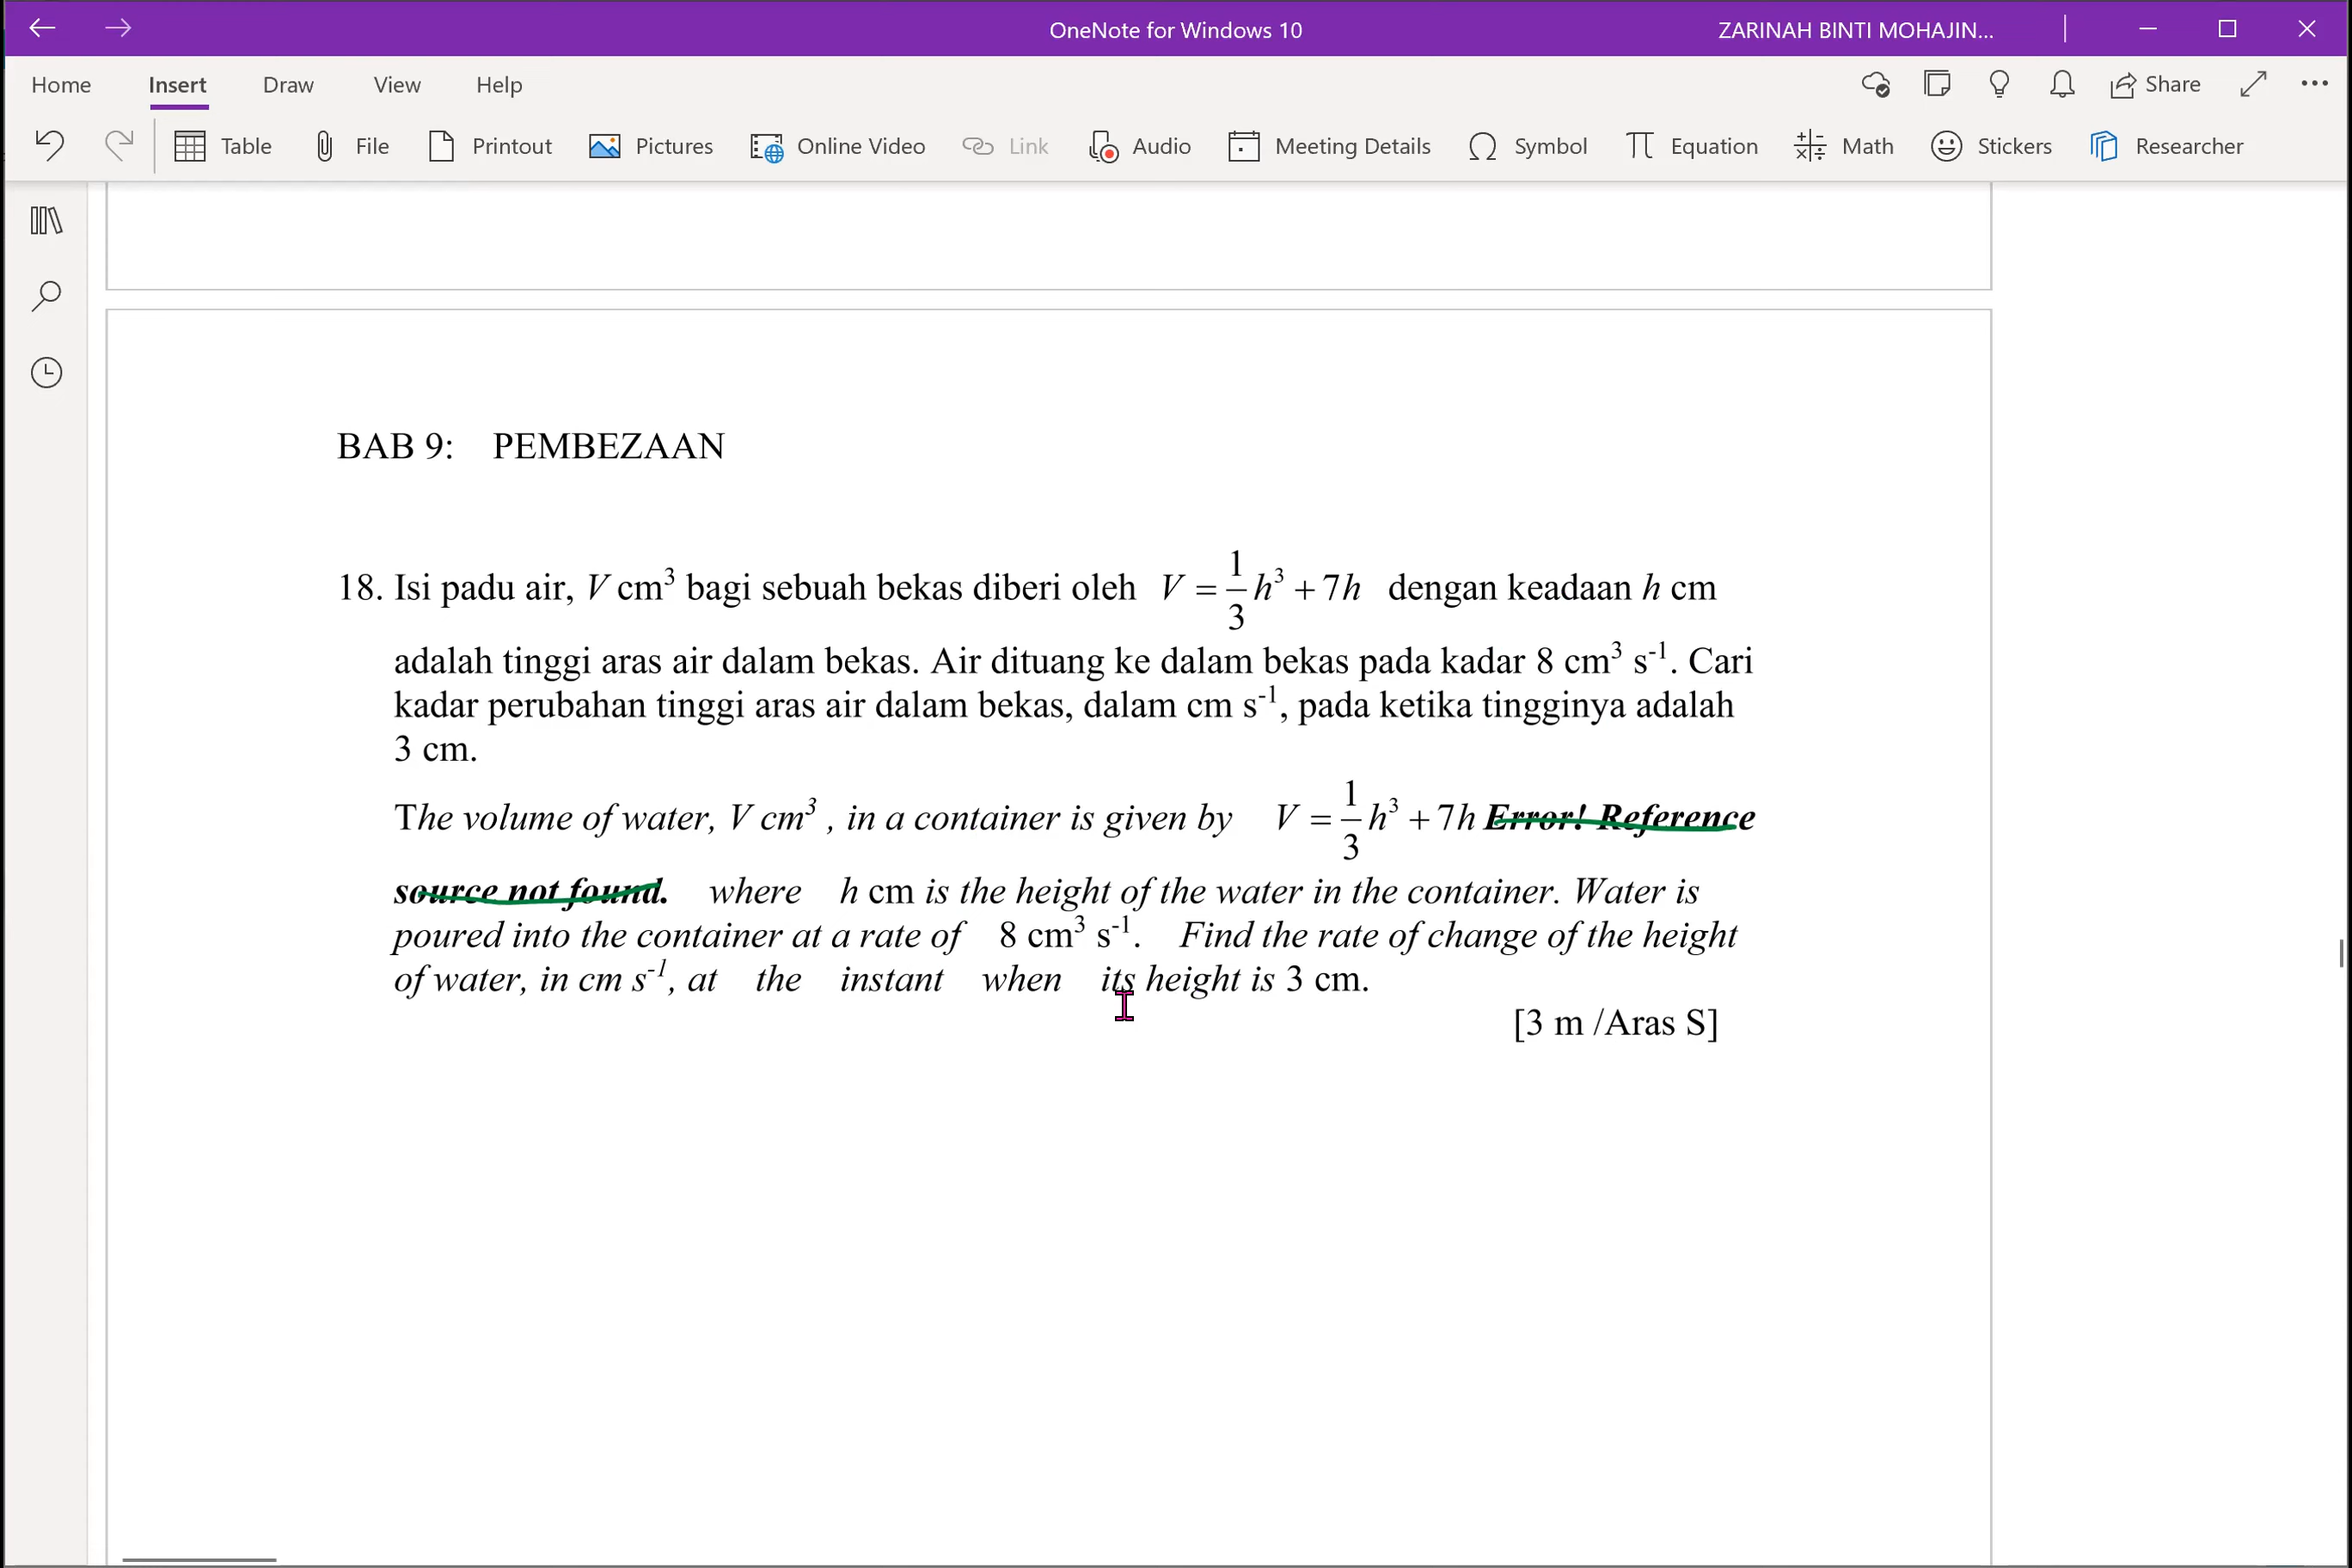 OneNote for Windows 10 ZARINAH BINTI MOHAJIN...
Home Insert Draw View Help Share
Table File Printout Pictures Online Video Link Audio Meeting Details Symbol Equation Math Stickers Researcher
BAB 9: PEMBEZAAN
18. Isi padu air, V cm³ bagi sebuah bekas diberi oleh V = 1/3 h³ + 7h dengan keadaan h cm
adalah tinggi aras air dalam bekas. Air dituang ke dalam bekas pada kadar 8 cm³ s⁻¹. Cari
kadar perubahan tinggi aras air dalam bekas, dalam cm s⁻¹, pada ketika tingginya adalah
3 cm.
The volume of water, V cm³ , in a container is given by V = 1/3 h³ + 7h Error! Reference
source not found. where h cm is the height of the water in the container. Water is
poured into the container at a rate of 8 cm³ s⁻¹. Find the rate of change of the height
of water, in cm s⁻¹, at the instant when its height is 3 cm.
[3 m /Aras S]